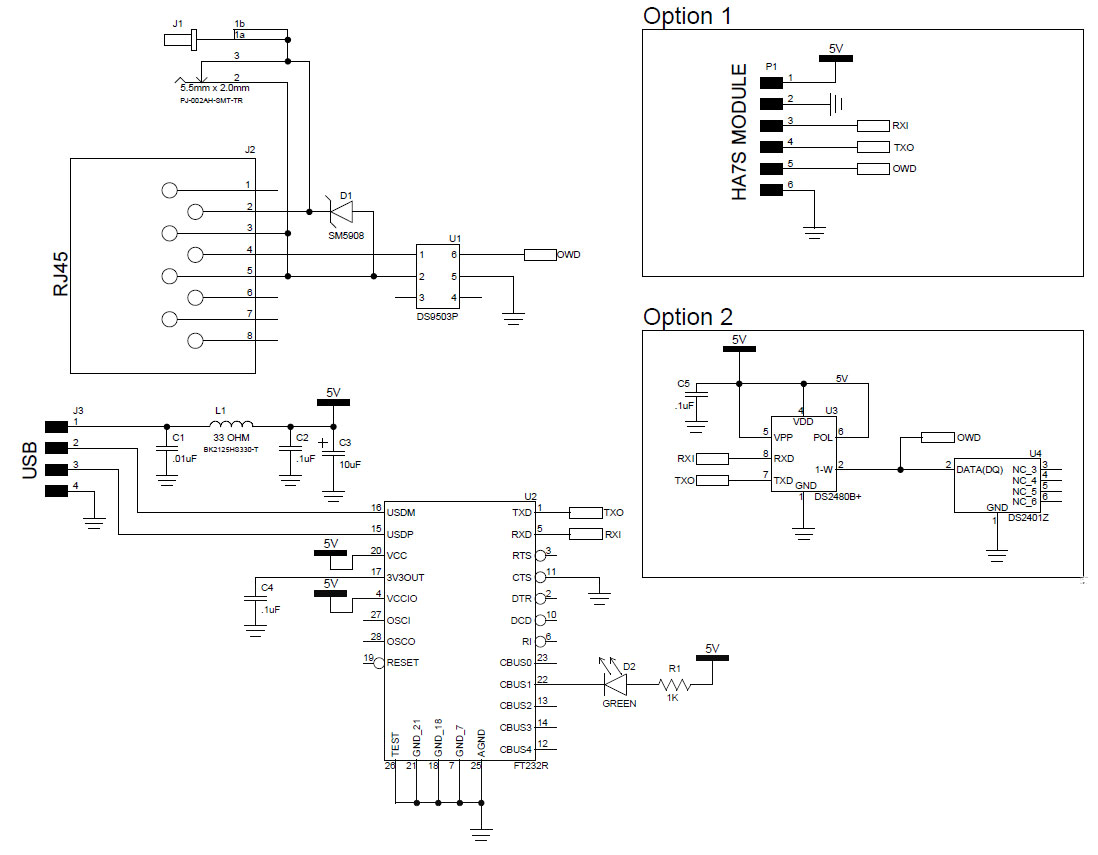 Option 1
J1
1b
1a
3
2
5.5mm x 2.0mm
PJ-002AH-SMT-TR
J2
RJ45
1
2
3
4
5
6
7
8
D1
SM5908
U1
1
2
3
6
5
4
DS9503P
OWD
HA7S MODULE
P1
5V
1
2
3
4
5
6
RXI
TXO
OWD
Option 2
5V
5V
C5
.1uF
U3
4
VDD
5
VPP
POL
6
RXI
8
RXD
TXO
7
TXD
1-W
2
GND
1
DS2480B+
OWD
U4
2
DATA(DQ)
NC_3
3
NC_4
4
NC_5
5
NC_6
6
GND
1
DS2401Z
USB
J3
1
2
3
4
L1
33 OHM
BK2125HS330-T
C1
.01uF
C2
.1uF
5V
C3
10uF
U2
16
USDM
15
USDP
5V
20
VCC
17
3V3OUT
5V
4
VCCIO
27
OSCI
28
OSCO
19
RESET
C4
.1uF
TXD
1
TXO
RXD
5
RXI
RTS
3
CTS
11
DTR
2
DCD
10
RI
6
CBUS0
23
CBUS1
22
CBUS2
13
CBUS3
14
CBUS4
12
D2
GREEN
R1
1K
5V
TEST
GND_21
GND_18
GND_7
AGND
26
21
18
7
25
FT232R